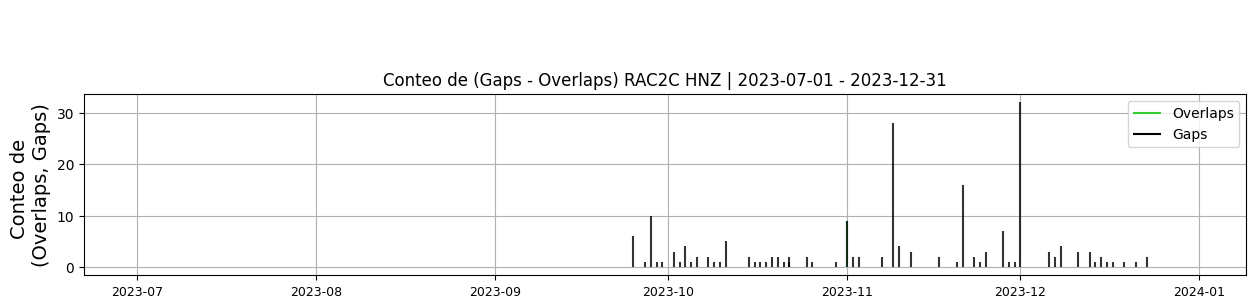 Conteo de (Gaps - Overlaps) RAC2C HNZ | 2023-07-01 - 2023-12-31
Conteo de
(Overlaps, Gaps)
30
20
10
0
Overlaps
Gaps
2023-07
2023-08
2023-09
2023-10
2023-11
2023-12
2024-01